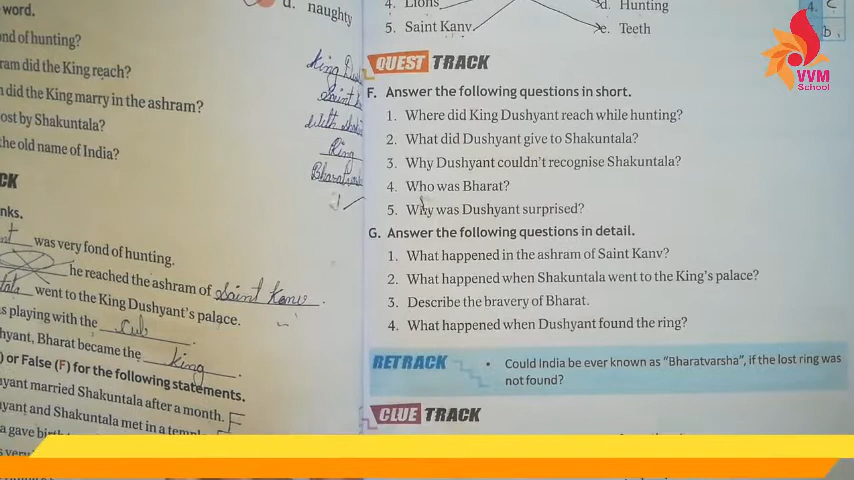 word.
nd of hunting?
ram did the King reach?
did the King marry in the ashram?
ost by Shakuntala?
the old name of India?
CK
nks.
was very fond of hunting.
he reached the ashram of Saint Kanv.
went to the King Dushyant's palace.
s playing with the cub.
hyant, Bharat became the king.
) or False (F) for the following statements.
yant married Shakuntala after a month. F
yant and Shakuntala met in a
a gave
d. naughty
King
Saint
With
Ring
4. Lions
d. Hunting
5. Saint Kanv
e. Teeth
4. c
5. b
QUEST TRACK
F. Answer the following questions in short.
1. Where did King Dushyant reach while hunting?
2. What did Dushyant give to Shakuntala?
3. Why Dushyant couldn't recognise Shakuntala?
4. Who was Bharat?
5. Why was Dushyant surprised?
G. Answer the following questions in detail.
1. What happened in the ashram of Saint Kanv?
2. What happened when Shakuntala went to the King's palace?
3. Describe the bravery of Bharat.
4. What happened when Dushyant found the ring?
RETRACK
• Could India be ever known as "Bharatvarsha", if the lost ring was
not found?
CLUE TRACK
VVM
School